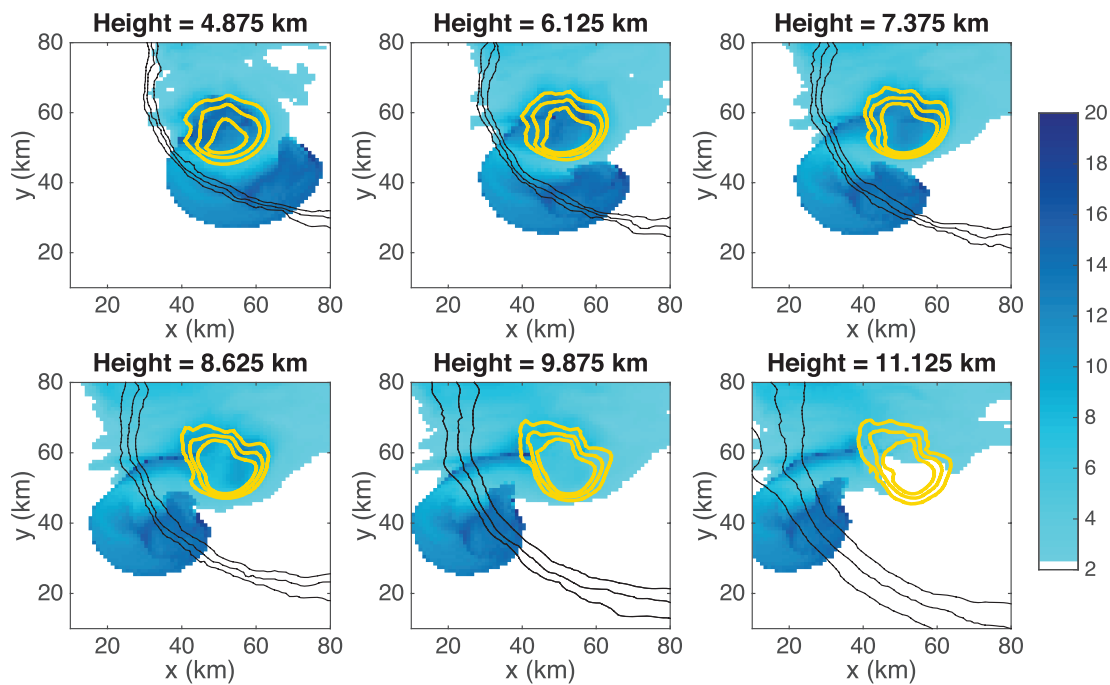 Height = 4.875 km
Height = 6.125 km
Height = 7.375 km
80
60
40
20
y (km)
20 40 60 80
x (km)
80
60
40
20
y (km)
20 40 60 80
x (km)
80
60
40
20
y (km)
20 40 60 80
x (km)
Height = 8.625 km
Height = 9.875 km
Height = 11.125 km
80
60
40
20
y (km)
20 40 60 80
x (km)
80
60
40
20
y (km)
20 40 60 80
x (km)
80
60
40
20
y (km)
20 40 60 80
x (km)
20
18
16
14
12
10
8
6
4
2